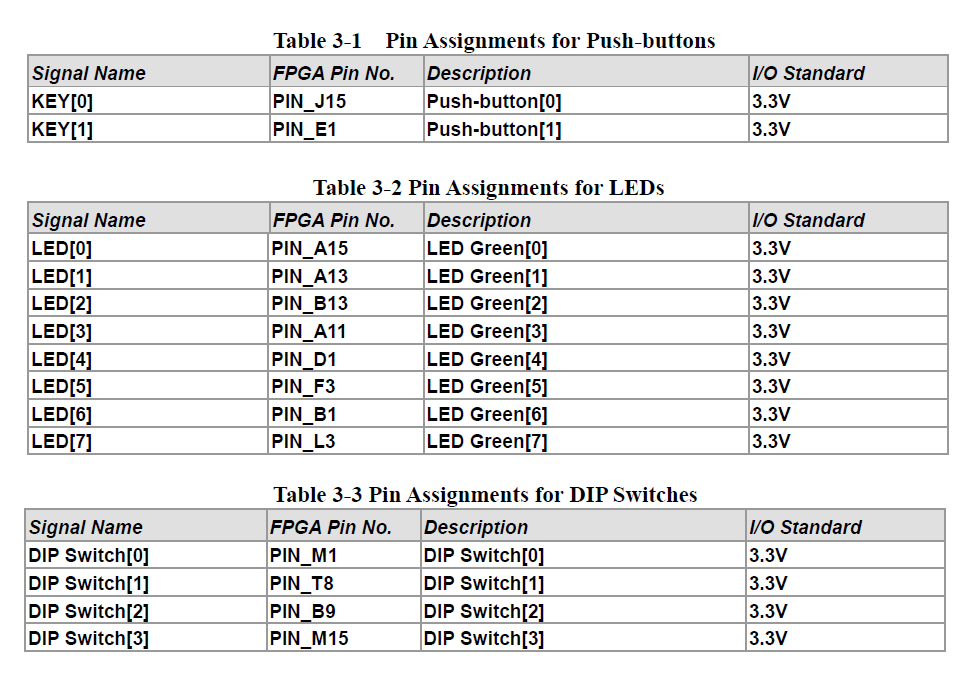 Table 3-1 Pin Assignments for Push-buttons
Signal Name FPGA Pin No. Description I/O Standard
KEY[0] PIN_J15 Push-button[0] 3.3V
KEY[1] PIN_E1 Push-button[1] 3.3V
Table 3-2 Pin Assignments for LEDs
Signal Name FPGA Pin No. Description I/O Standard
LED[0] PIN_A15 LED Green[0] 3.3V
LED[1] PIN_A13 LED Green[1] 3.3V
LED[2] PIN_B13 LED Green[2] 3.3V
LED[3] PIN_A11 LED Green[3] 3.3V
LED[4] PIN_D1 LED Green[4] 3.3V
LED[5] PIN_F3 LED Green[5] 3.3V
LED[6] PIN_B1 LED Green[6] 3.3V
LED[7] PIN_L3 LED Green[7] 3.3V
Table 3-3 Pin Assignments for DIP Switches
Signal Name FPGA Pin No. Description I/O Standard
DIP Switch[0] PIN_M1 DIP Switch[0] 3.3V
DIP Switch[1] PIN_T8 DIP Switch[1] 3.3V
DIP Switch[2] PIN_B9 DIP Switch[2] 3.3V
DIP Switch[3] PIN_M15 DIP Switch[3] 3.3V